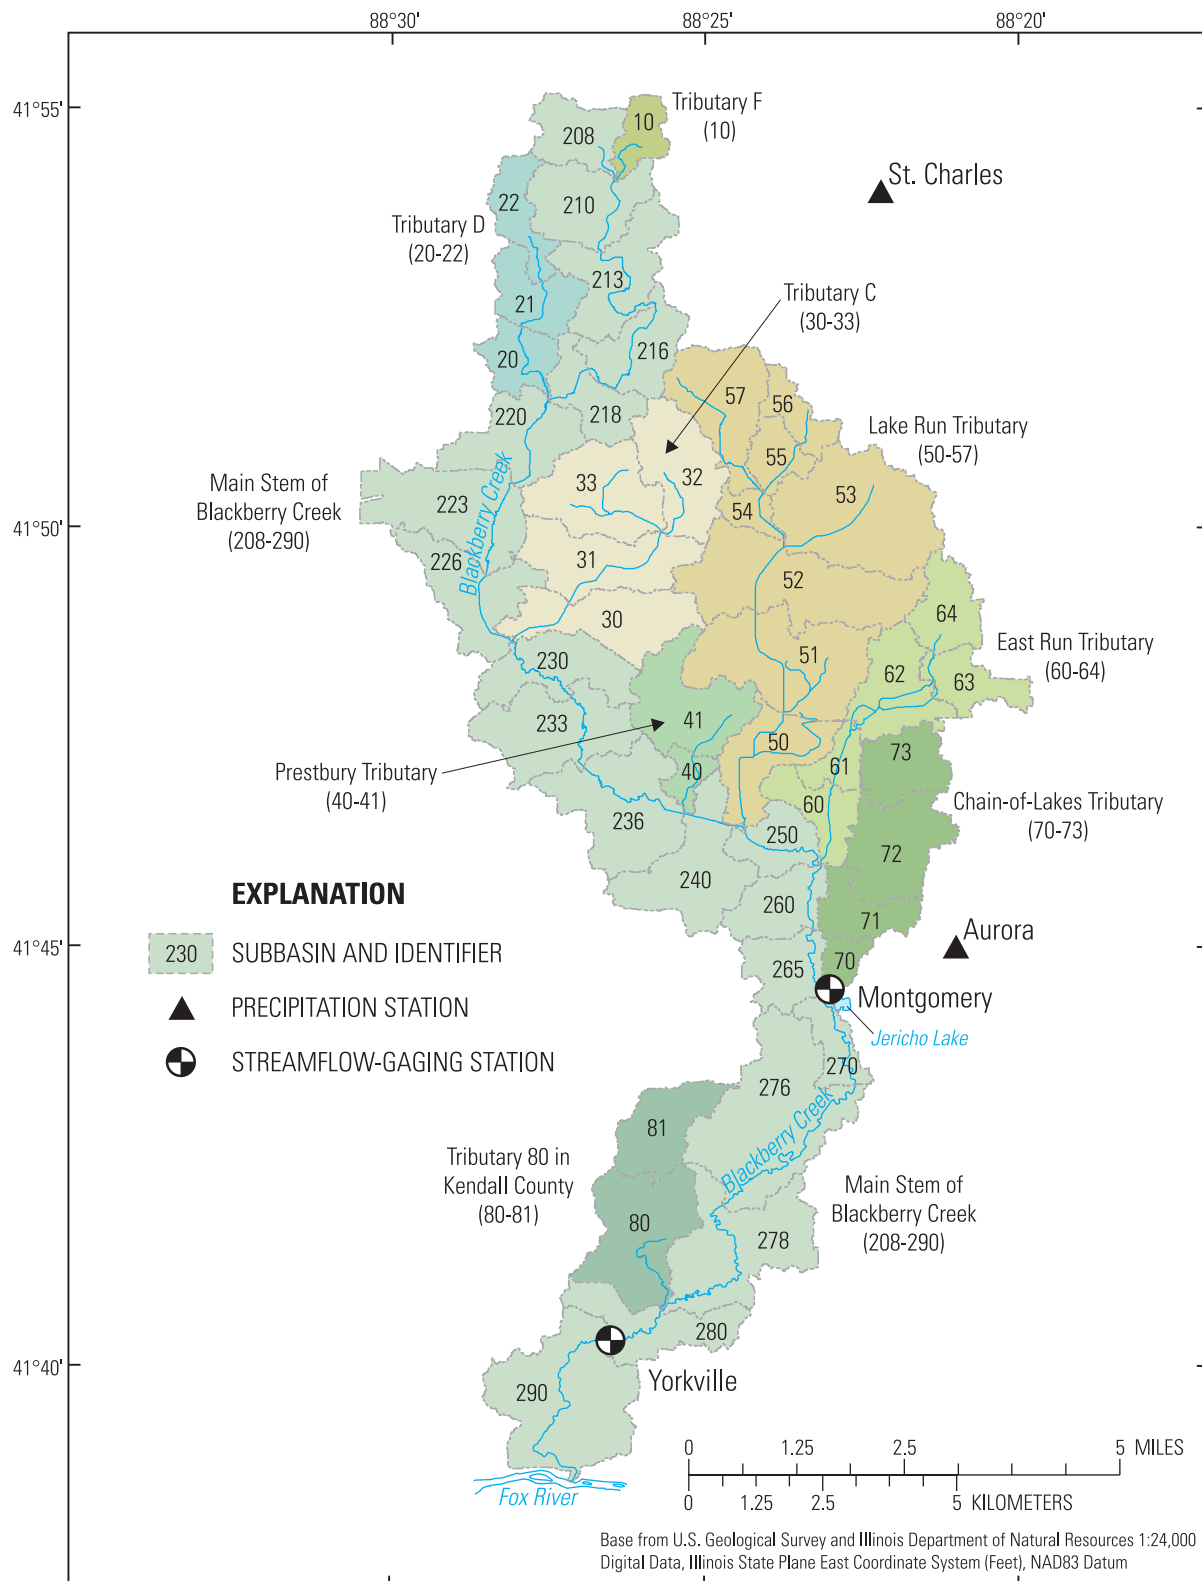 88°30'
88°25'
88°20'
41°55'
Tributary F
(10)
10
208
St. Charles
22
210
Tributary D
(20-22)
213
21
Tributary C
(30-33)
20
216
57
56
220
218
Lake Run Tributary
(50-57)
55
33
32
53
Main Stem of
Blackberry Creek
(208-290)
223
54
41°50'
Blackberry Creek
226
31
52
30
64
East Run Tributary
(60-64)
230
51
62
63
233
41
50
73
Prestbury Tributary
(40-41)
40
61
60
Chain-of-Lakes Tributary
(70-73)
236
250
72
240
EXPLANATION
260
71
41°45'
Aurora
230
SUBBASIN AND IDENTIFIER
265
70
PRECIPITATION STATION
Montgomery
Jericho Lake
STREAMFLOW-GAGING STATION
276
270
81
Blackberry Creek
Tributary 80 in
Kendall County
(80-81)
Main Stem of
Blackberry Creek
(208-290)
80
278
280
41°40'
Yorkville
290
0 1.25 2.5 5 MILES
0 1.25 2.5 5 KILOMETERS
Fox River
Base from U.S. Geological Survey and Illinois Department of Natural Resources 1:24,000
Digital Data, Illinois State Plane East Coordinate System (Feet), NAD83 Datum